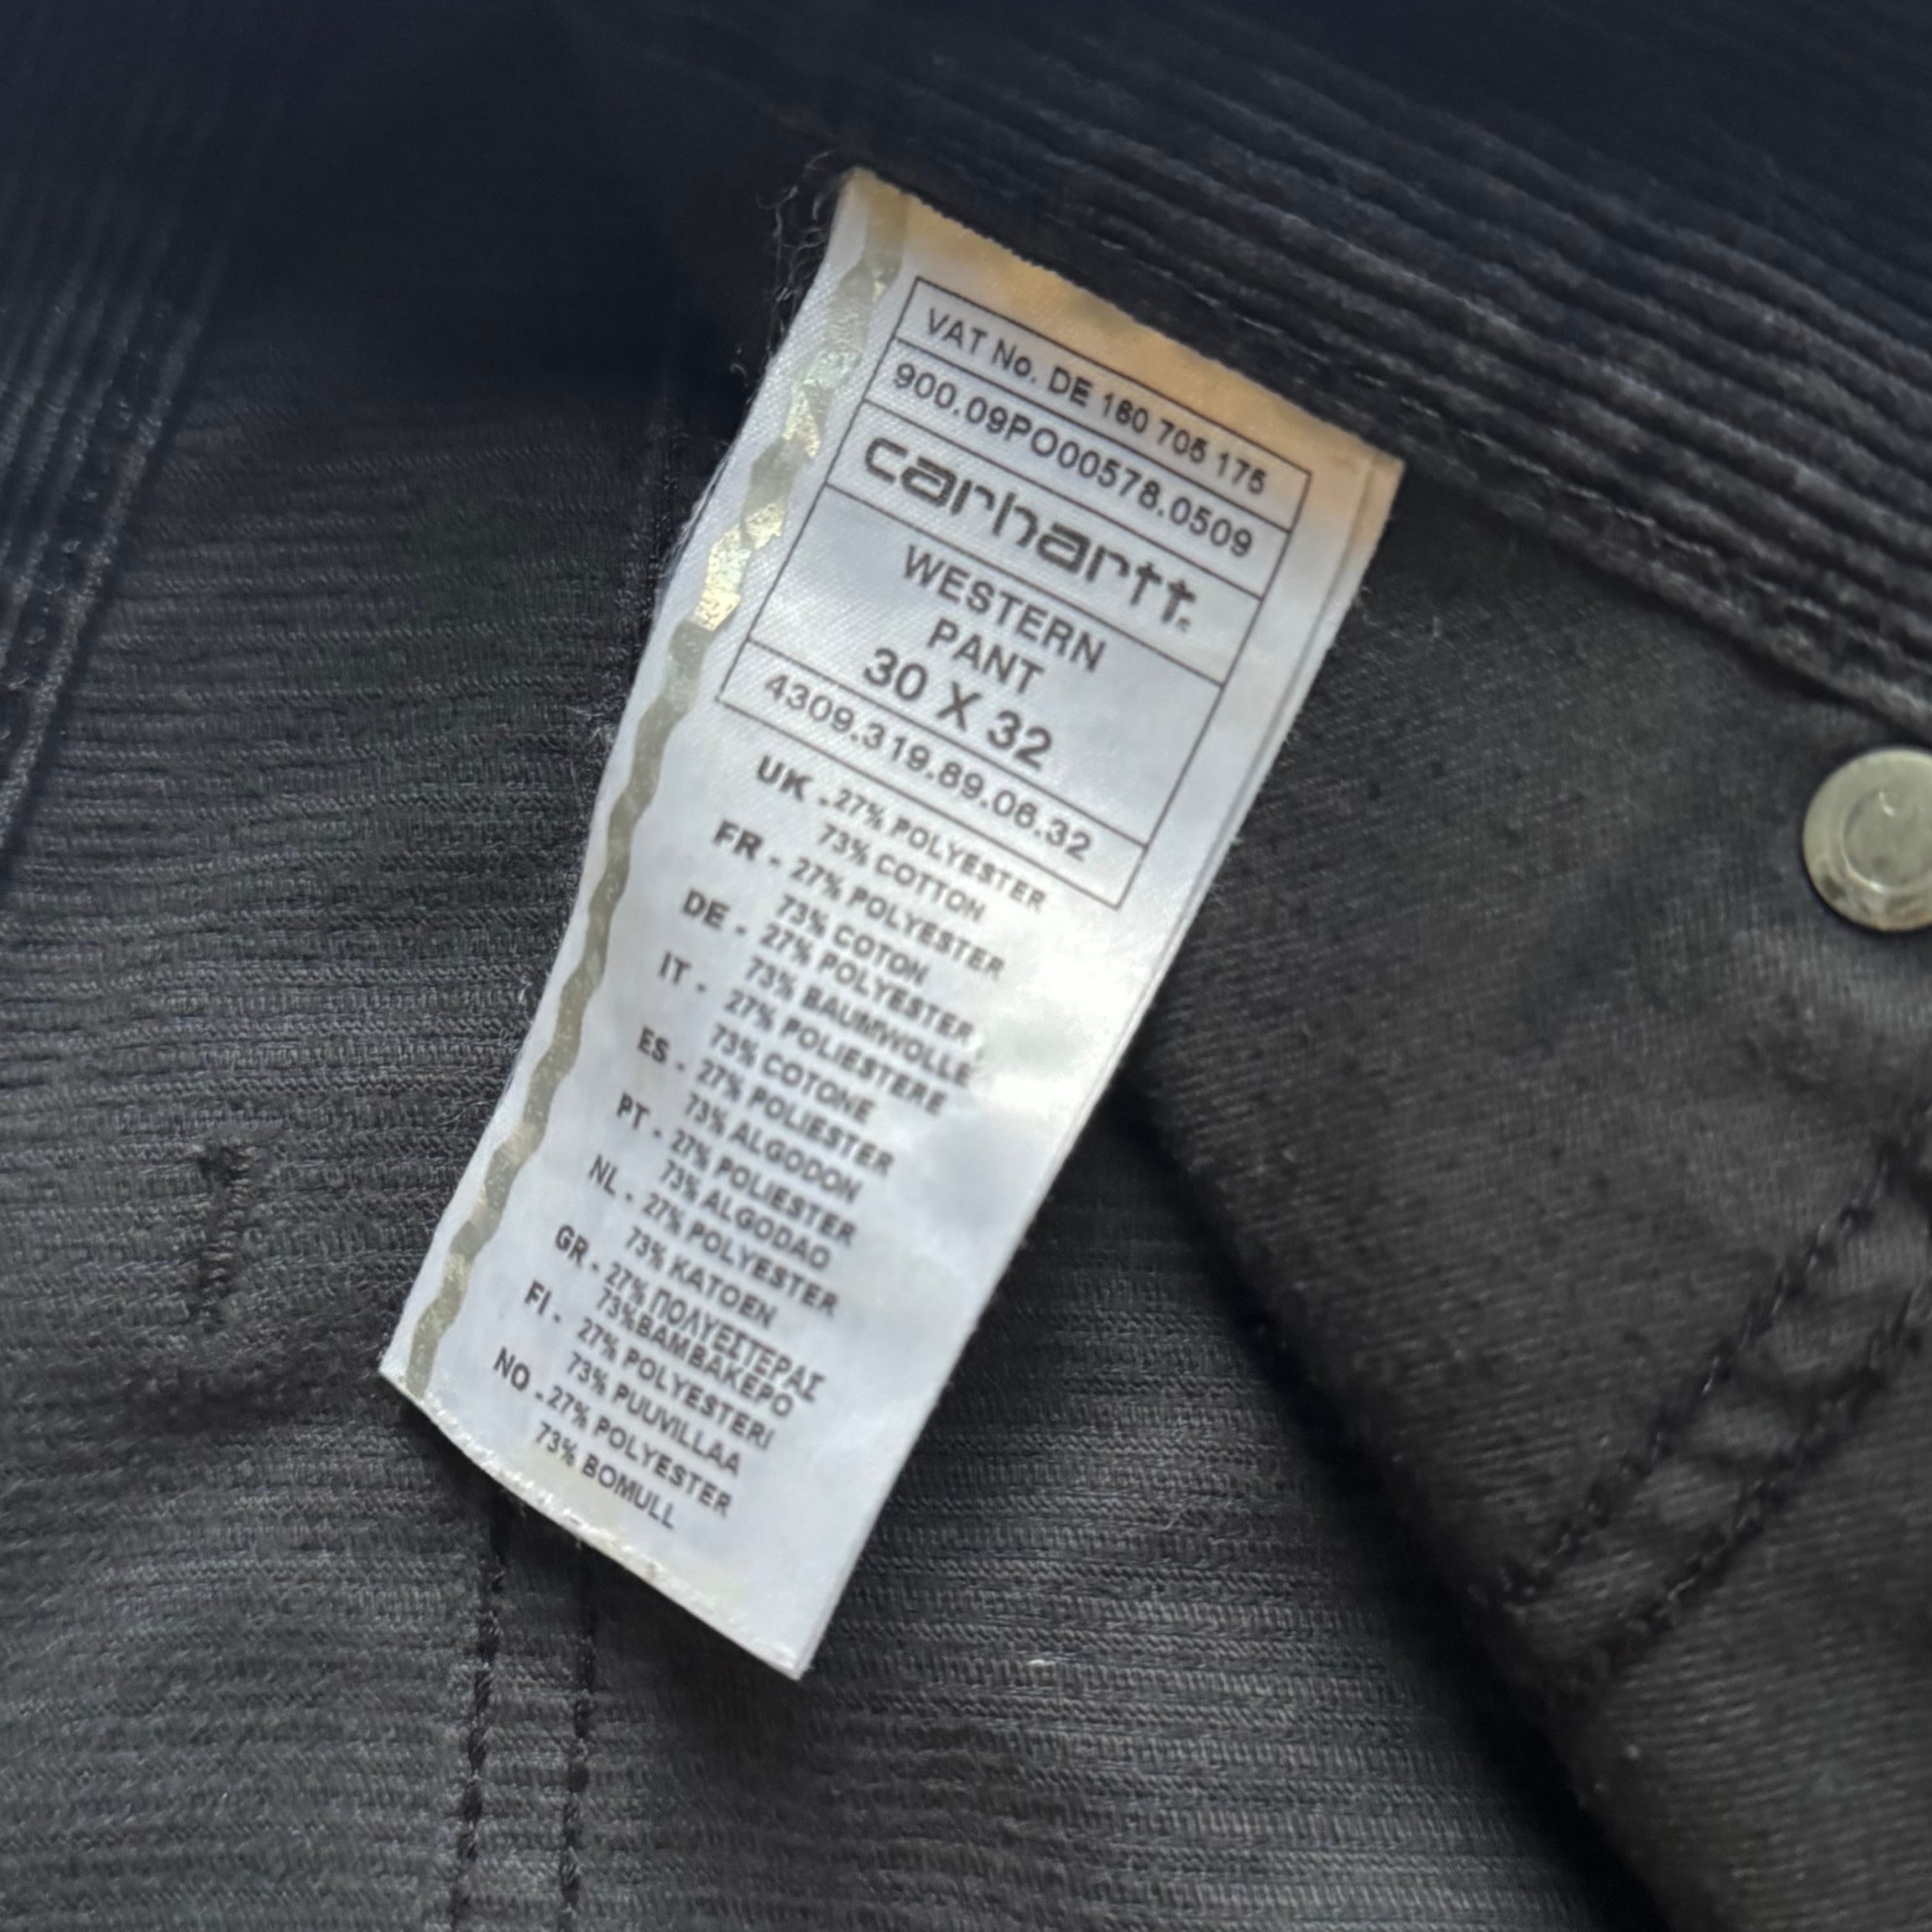 VAT No. DE 160 705 175
900.09PO00578.0509
carhartt.
WESTERN
PANT
30 X 32
4309.319.89.06.32
UK - 27% POLYESTER
73% COTTON
FR - 27% POLYESTER
73% COTON
DE - 27% POLYESTER,
73% BAUMWOLLE
IT - 27% POLIESTERE
73% COTONE
ES - 27% POLIESTER
73% ALGODON
PT - 27% POLIESTER
73% ALGODAO
NL - 27% POLYESTER
73% KATOEN
GR - 27% ΠΟΛΥΕΣΤΕΡΑΣ
73%ΒΑΜΒΑΚΕΡΟ
FI - 27% POLYESTERI
73% PUUVILLAA
NO - 27% POLYESTER
73% BOMULL